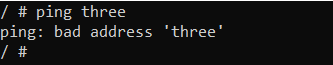 / # ping three
ping: bad address 'three'
/ #